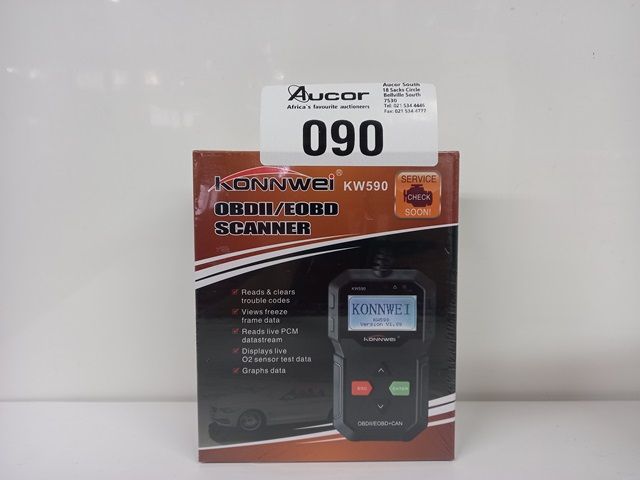 Aucor
Africa's favourite auctioneers
Aucor South
18 Sacks Circle
Bellville South
7530
Tel: 021 534 4446
Fax: 021 534 4777
090
KONNWEI® KW590
OBDII/EOBD
SCANNER
SERVICE
CHECK
SOON!
Reads & clears
trouble codes
Views freeze
frame data
Reads live PCM
datastream
Displays live
O2 sensor test data
Graphs data
KW590
KONNWEI
KW590
Version V1.00
KONNWEI
ESC
ENTER
OBDII/EOBD+CAN